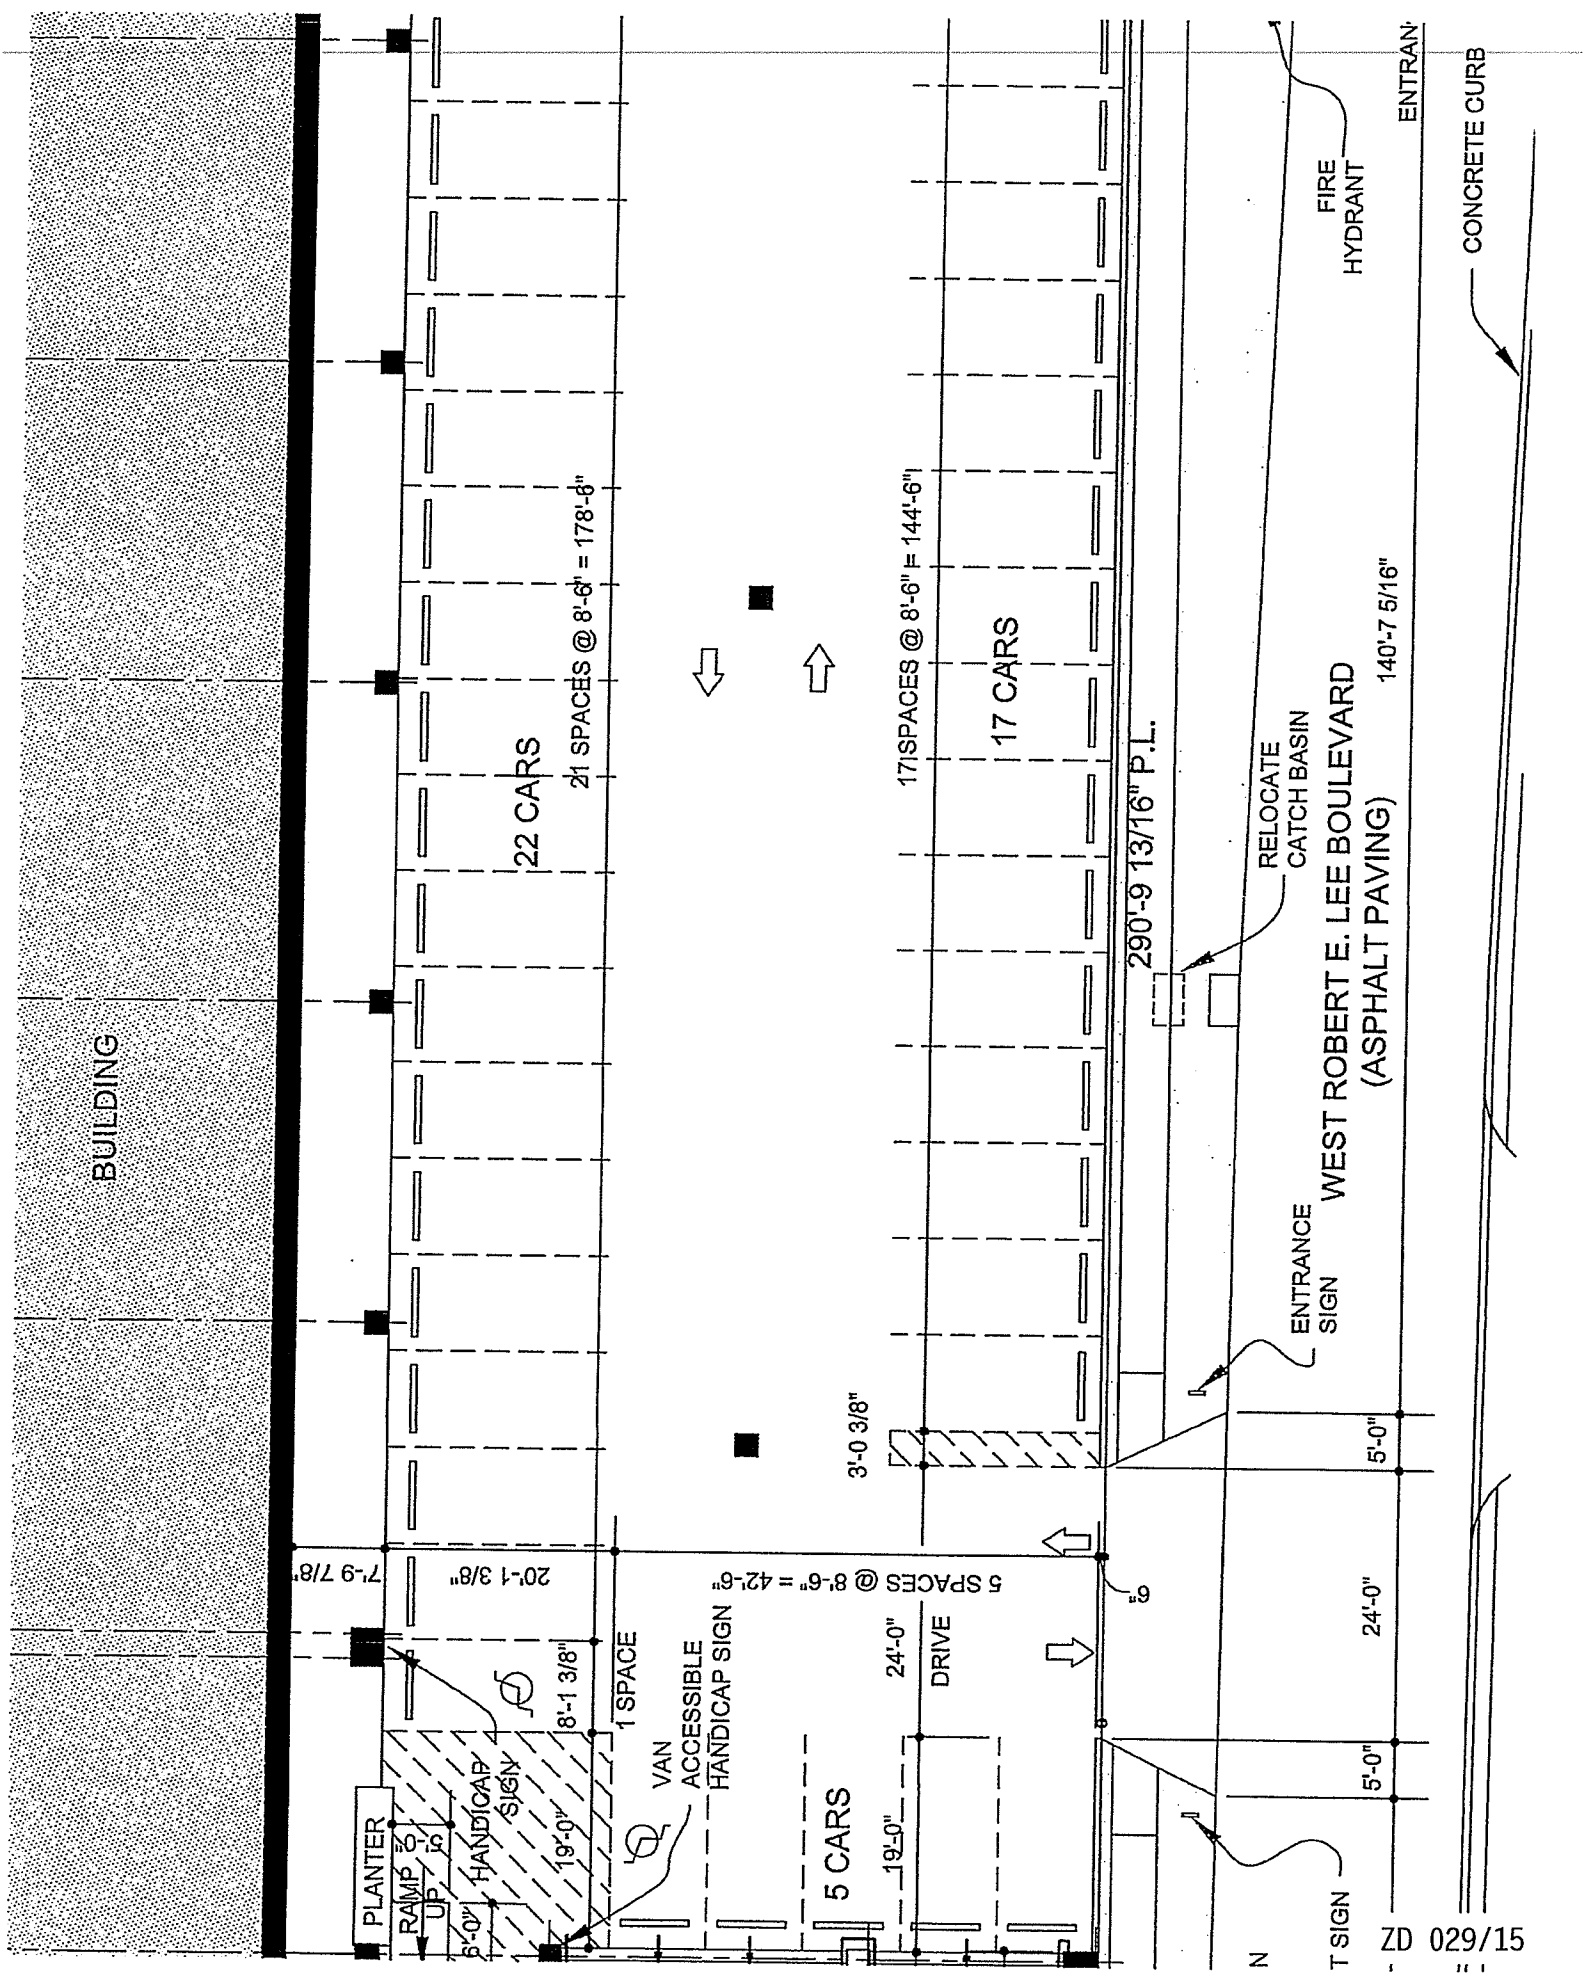 BUILDING
22 CARS
21 SPACES @ 8'-6" = 178'-6"
17 SPACES @ 8'-6" = 144'-6"
17 CARS
290'-9 13/16" P.L.
FIRE
HYDRANT
ENTRAN
CONCRETE CURB
140'-7 5/16"
RELOCATE
CATCH BASIN
WEST ROBERT E. LEE BOULEVARD
(ASPHALT PAVING)
ENTRANCE
SIGN
3'-0 3/8"
5'-0"
24'-0"
5'-0"
7'-9 7/8"
20'-1 3/8"
5 SPACES @ 8'-6" = 42'-6"
6"
8'-1 3/8"
1 SPACE
VAN
ACCESSIBLE
HANDICAP SIGN
24'-0"
DRIVE
PLANTER
RAMP
UP
5'-0"
6'-0"
HANDICAP
SIGN
19'-0"
5 CARS
19'-0"
N
T SIGN
ZD 029/15